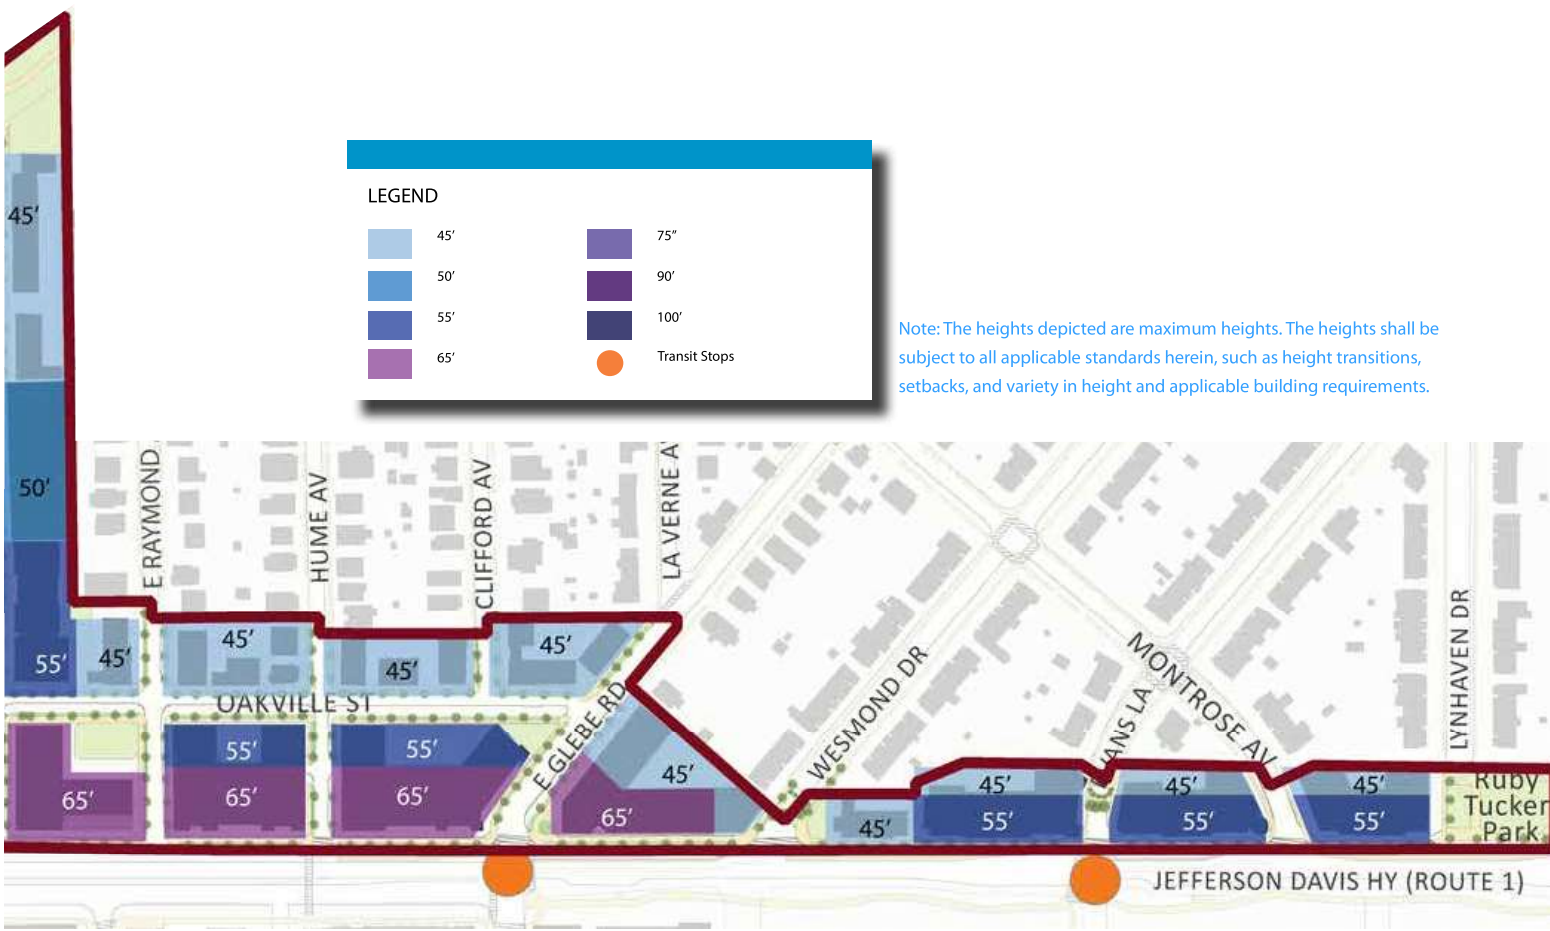 LEGEND
45’
50’
55’
65’
75”
90’
100’
Transit Stops
Note: The heights depicted are maximum heights. The heights shall be
subject to all applicable standards herein, such as height transitions,
setbacks, and variety in height and applicable building requirements.
45’
50’
55’
45’
45’
45’
45’
E RAYMOND
HUME AV
CLIFFORD AV
LA VERNE A
OAKVILLE ST
E GLEBE RD
WESMOND DR
MONTROSE AV
LYNHAVEN DR
65’
55’
65’
55’
65’
45’
65’
45’
45’
55’
45’
55’
45’
55’
Ruby
Tucker
Park
JEFFERSON DAVIS HY (ROUTE 1)